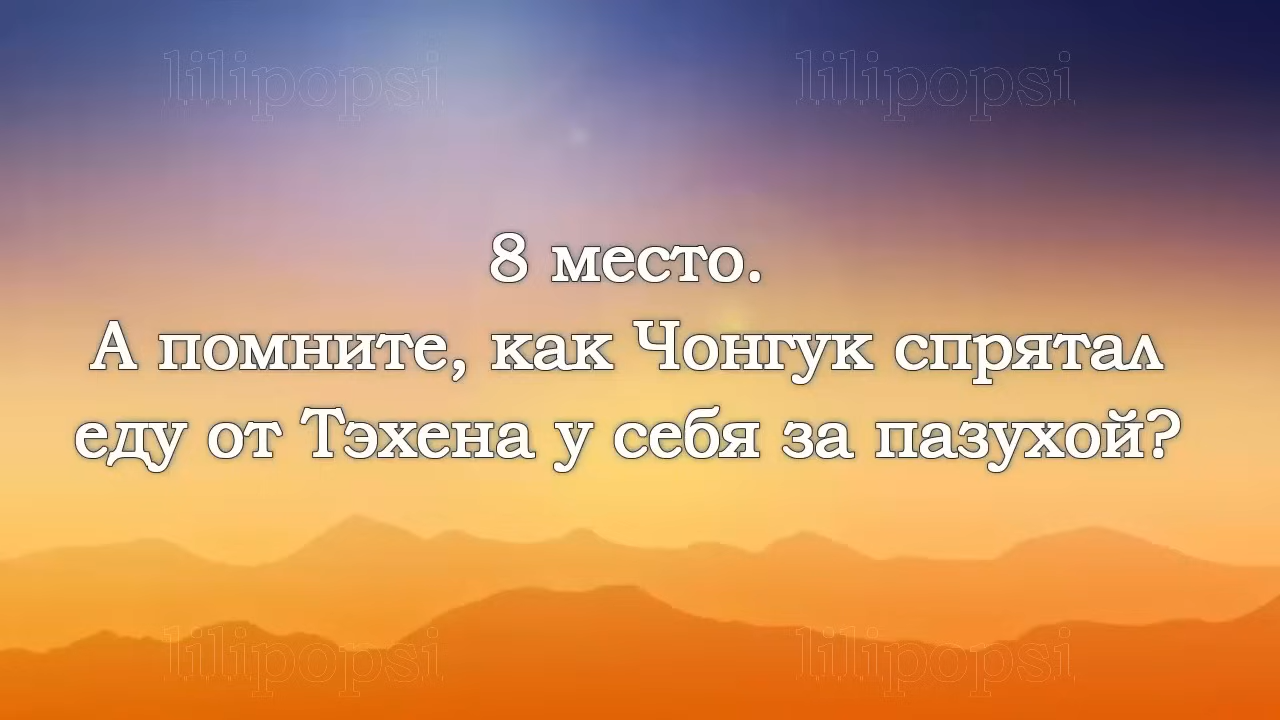 lilipopsi lilipopsi
8 место.
А помните, как Чонгук спрятал
еду от Тэхена у себя за пазухой?
lilipopsi lilipopsi